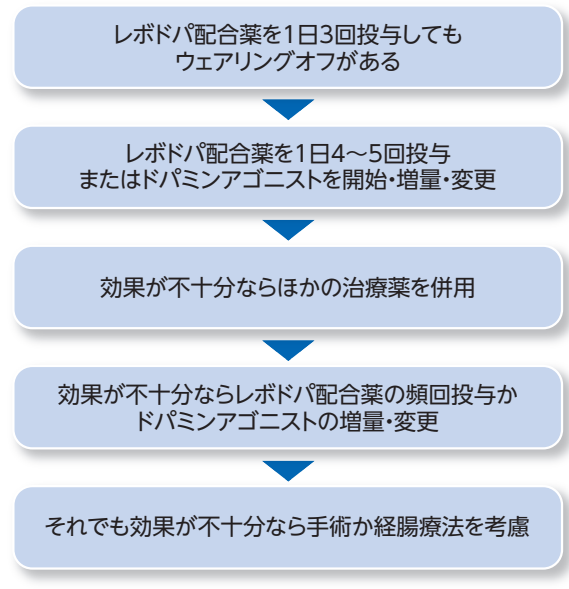 レボドパ配合薬を1日3回投与しても
ウェアリングオフがある
レボドパ配合薬を1日4〜5回投与
またはドパミンアゴニストを開始・増量・変更
効果が不十分ならほかの治療薬を併用
効果が不十分ならレボドパ配合薬の頻回投与か
ドパミンアゴニストの増量・変更
それでも効果が不十分なら手術か経腸療法を考慮